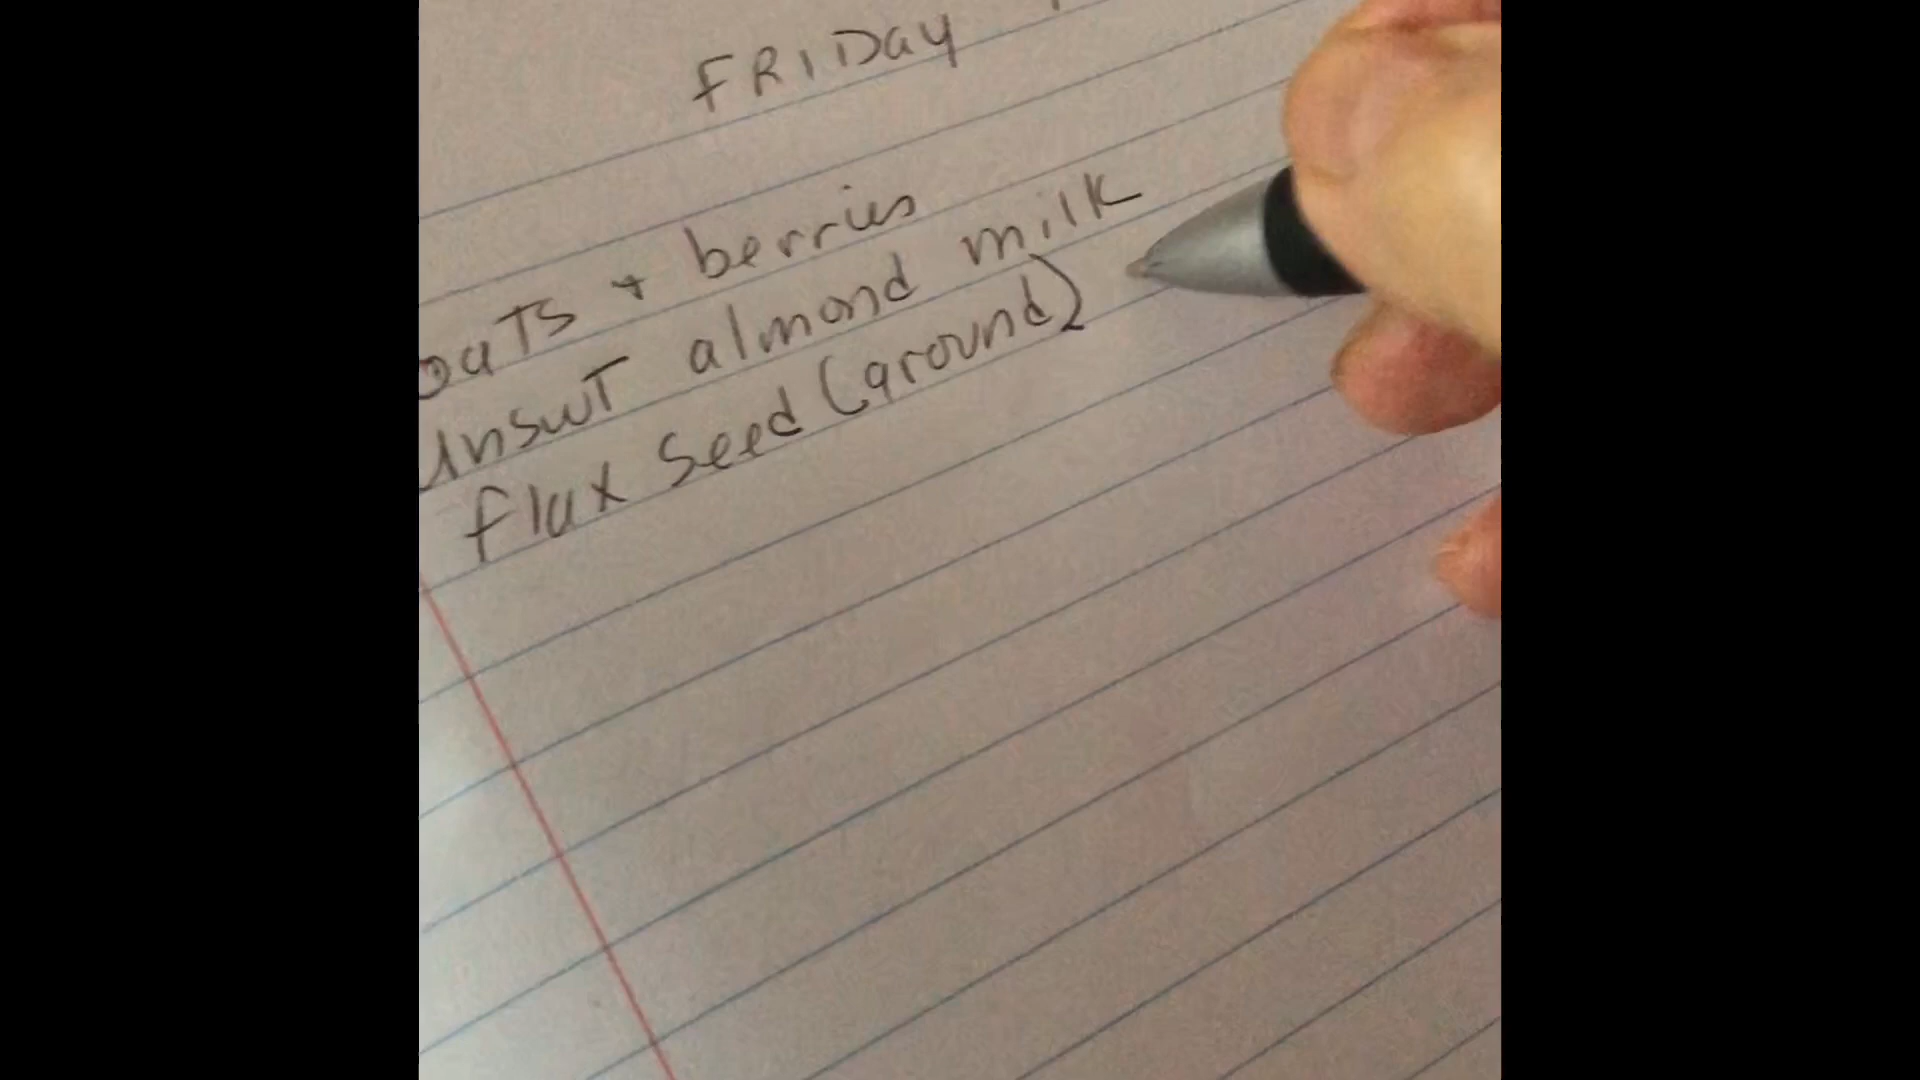 FRIDay
oaTS + berries
unswT almond milk
flax Seed (ground)